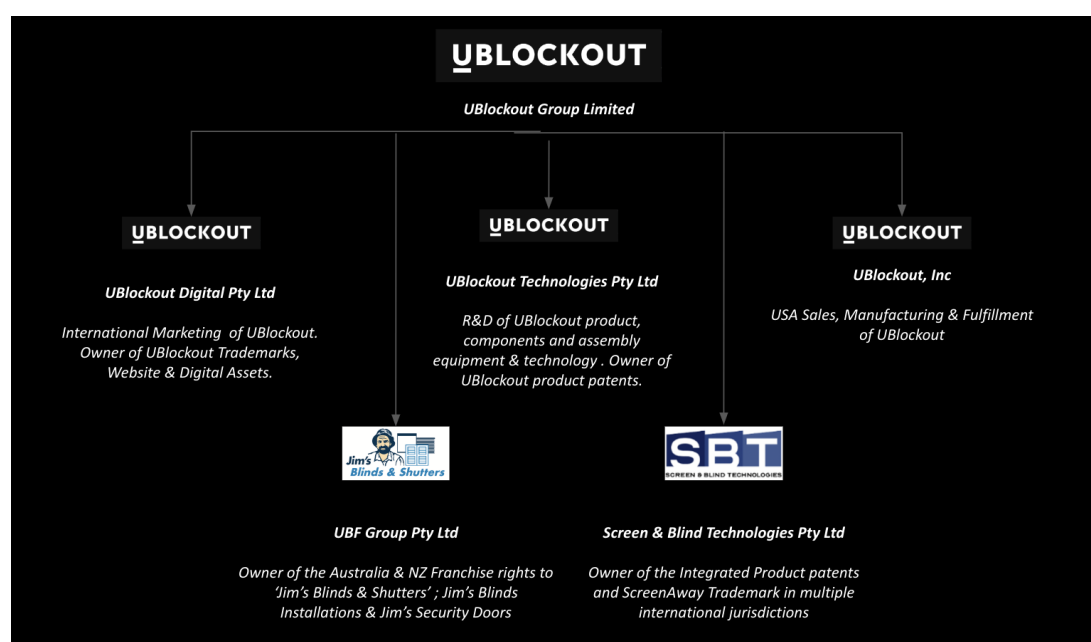 UBLOCKOUT
UBlockout Group Limited
UBLOCKOUT
UBlockout Digital Pty Ltd
International Marketing of UBlockout.
Owner of UBlockout Trademarks,
Website & Digital Assets.
UBLOCKOUT
UBlockout Technologies Pty Ltd
R&D of UBlockout product,
components and assembly
equipment & technology . Owner of
UBlockout product patents.
UBLOCKOUT
UBlockout, Inc
USA Sales, Manufacturing & Fulfillment
of UBlockout
Jim's
Blinds & Shutters
UBF Group Pty Ltd
Owner of the Australia & NZ Franchise rights to
‘Jim’s Blinds & Shutters’ ; Jim’s Blinds
Installations & Jim’s Security Doors
SBT
SCREEN & BLIND TECHNOLOGIES
Screen & Blind Technologies Pty Ltd
Owner of the Integrated Product patents
and ScreenAway Trademark in multiple
international jurisdictions